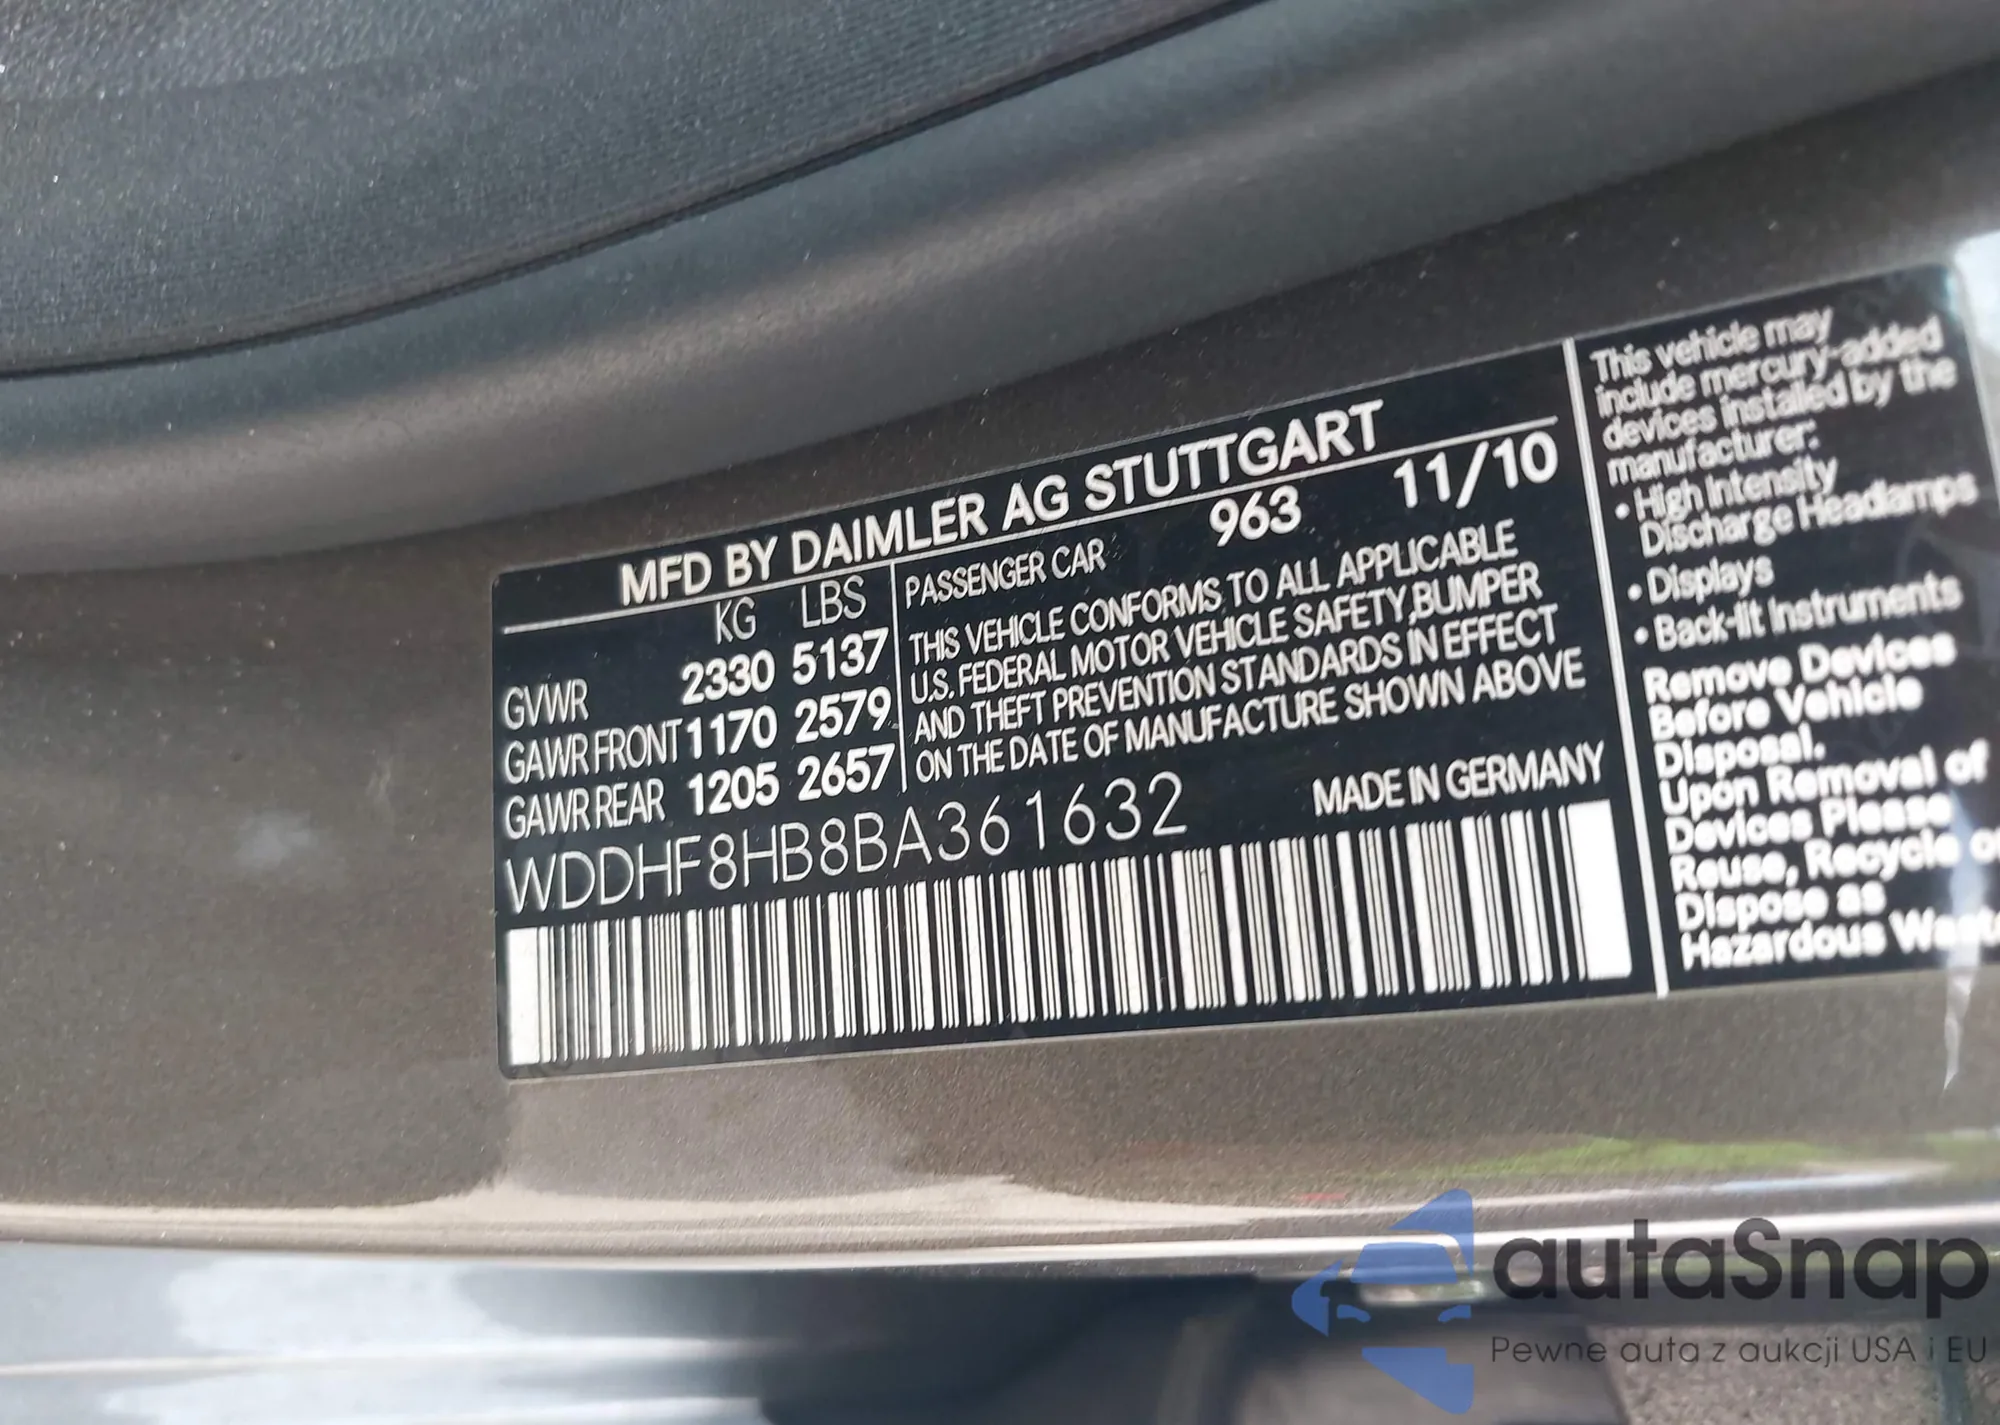 MFD BY DAIMLER AG STUTTGART
KG LBS
GVWR 2330 5137
GAWR FRONT 1170 2579
GAWR REAR 1205 2657
PASSENGER CAR 963 11/10
THIS VEHICLE CONFORMS TO ALL APPLICABLE
U.S. FEDERAL MOTOR VEHICLE SAFETY,BUMPER
AND THEFT PREVENTION STANDARDS IN EFFECT
ON THE DATE OF MANUFACTURE SHOWN ABOVE
WDDHF8HB8BA361632
MADE IN GERMANY
This vehicle may
include mercury-added
devices installed by the
manufacturer:
• High Intensity
Discharge Headlamps
• Displays
• Back-lit Instruments
Remove Devices
Before Vehicle
Disposal.
Upon Removal of
Devices Please
Reuse, Recycle or
Dispose as
Hazardous Waste
autaSnap
Pewne auta z aukcji USA i EU